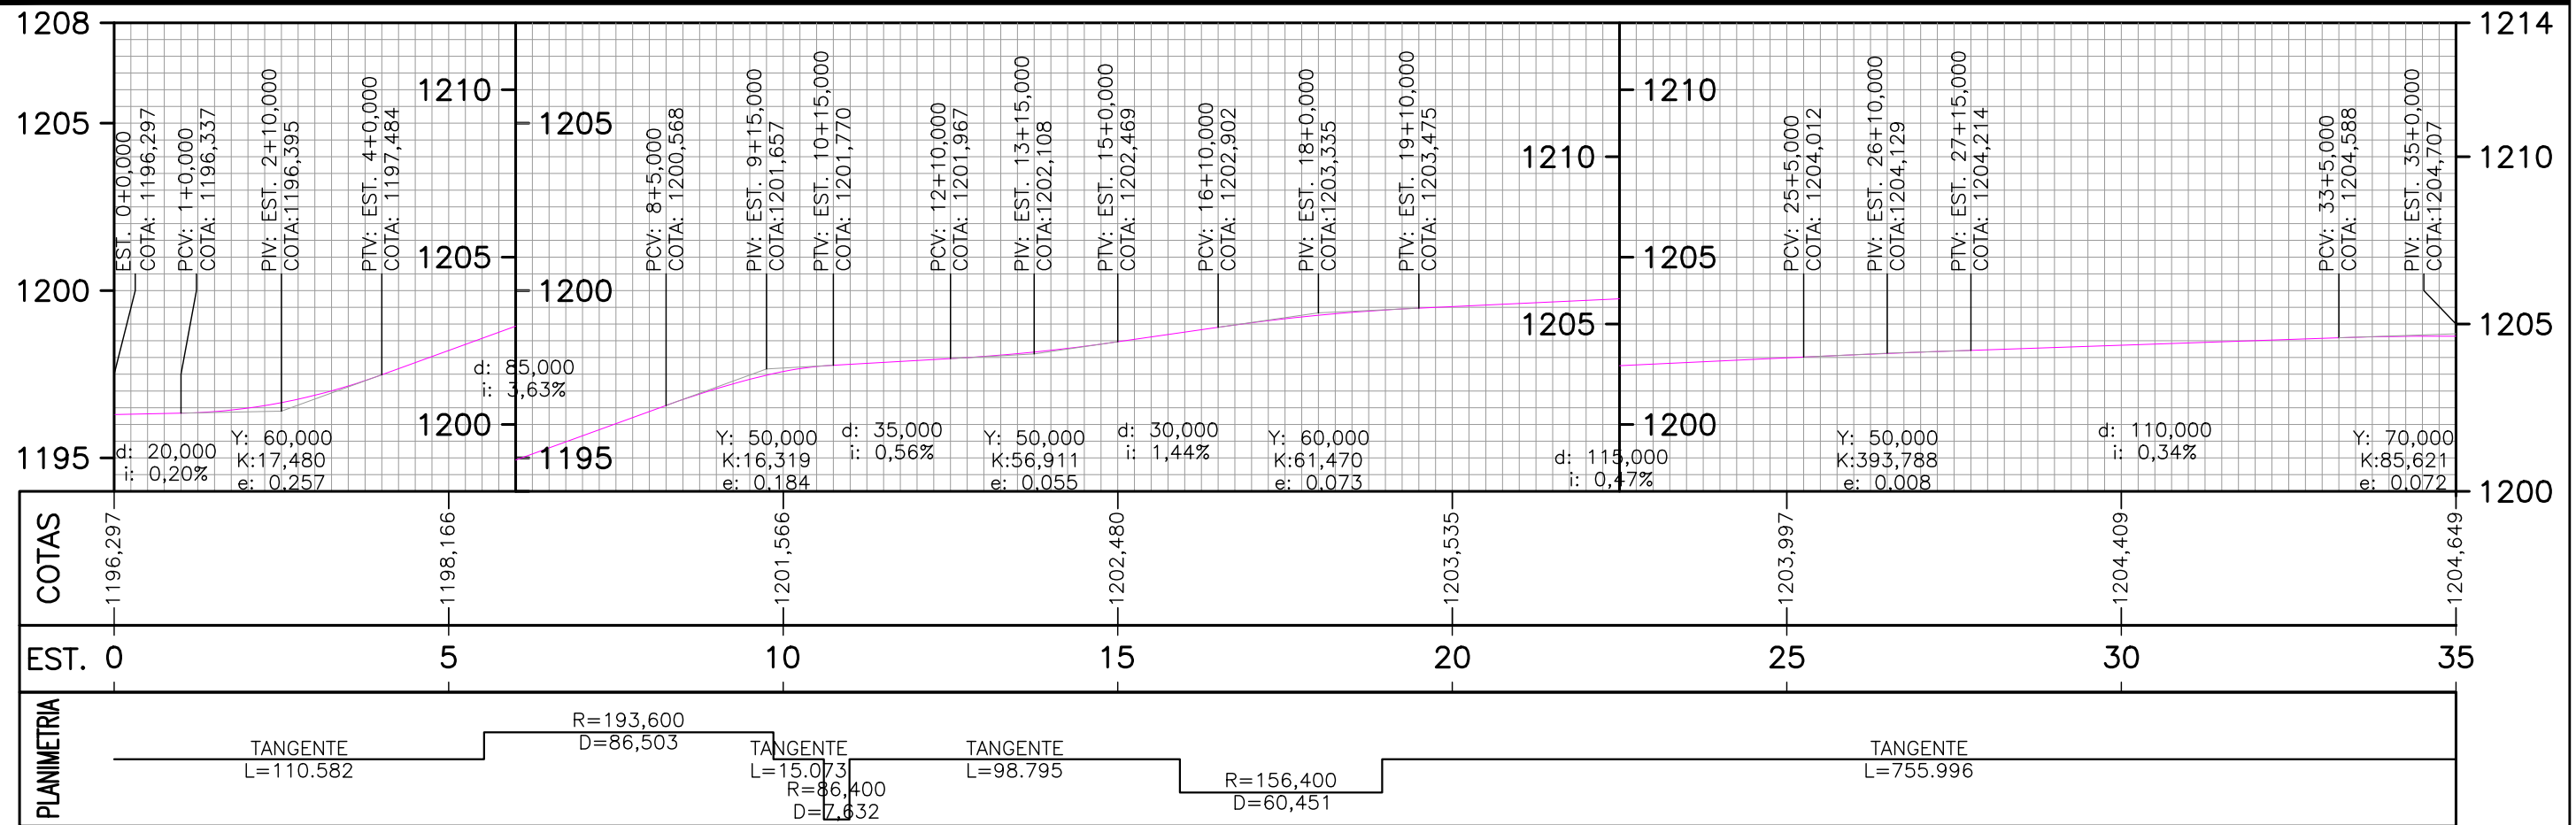 1208
1205
1200
1195
EST. 0+0,000
COTA: 1196,297
PCV: 1+0,000
COTA: 1196,337
PIV: EST. 2+10,000
COTA:1196,395
PTV: EST. 4+0,000
COTA: 1197,484
1210
1205
1200
1205
1200
1195
PCV: 8+5,000
COTA: 1200,568
PIV: EST. 9+15,000
COTA:1201,657
PTV: EST. 10+15,000
COTA: 1201,770
PCV: 12+10,000
COTA: 1201,967
PIV: EST. 13+15,000
COTA:1202,108
PTV: EST. 15+0,000
COTA: 1202,469
PCV: 16+10,000
COTA: 1202,902
PIV: EST. 18+0,000
COTA:1203,335
PTV: EST. 19+10,000
COTA: 1203,475
1210
1205
1210
1205
1200
PCV: 25+5,000
COTA: 1204,012
PIV: EST. 26+10,000
COTA:1204,129
PTV: EST. 27+15,000
COTA: 1204,214
PCV: 33+5,000
COTA: 1204,588
PIV: EST. 35+0,000
COTA:1204,707
1214
1210
1205
1200
d: 20,000
i: 0,20%
Y: 60,000
K:17,480
e: 0,257
d: 85,000
i: 3,63%
Y: 50,000
K:16,319
e: 0,184
d: 35,000
i: 0,56%
Y: 50,000
K:56,911
e: 0,055
d: 30,000
i: 1,44%
Y: 60,000
K:61,470
e: 0,073
d: 115,000
i: 0,47%
Y: 50,000
K:393,788
e: 0,008
d: 110,000
i: 0,34%
Y: 70,000
K:85,621
e: 0,072
COTAS
1196,297
1198,166
1201,566
1202,480
1203,535
1203,997
1204,409
1204,649
EST. 0 5 10 15 20 25 30 35
PLANIMETRIA
TANGENTE
L=110.582
R=193,600
D=86,503
TANGENTE
L=15.073
R=86,400
D=7,632
TANGENTE
L=98.795
R=156,400
D=60,451
TANGENTE
L=755.996